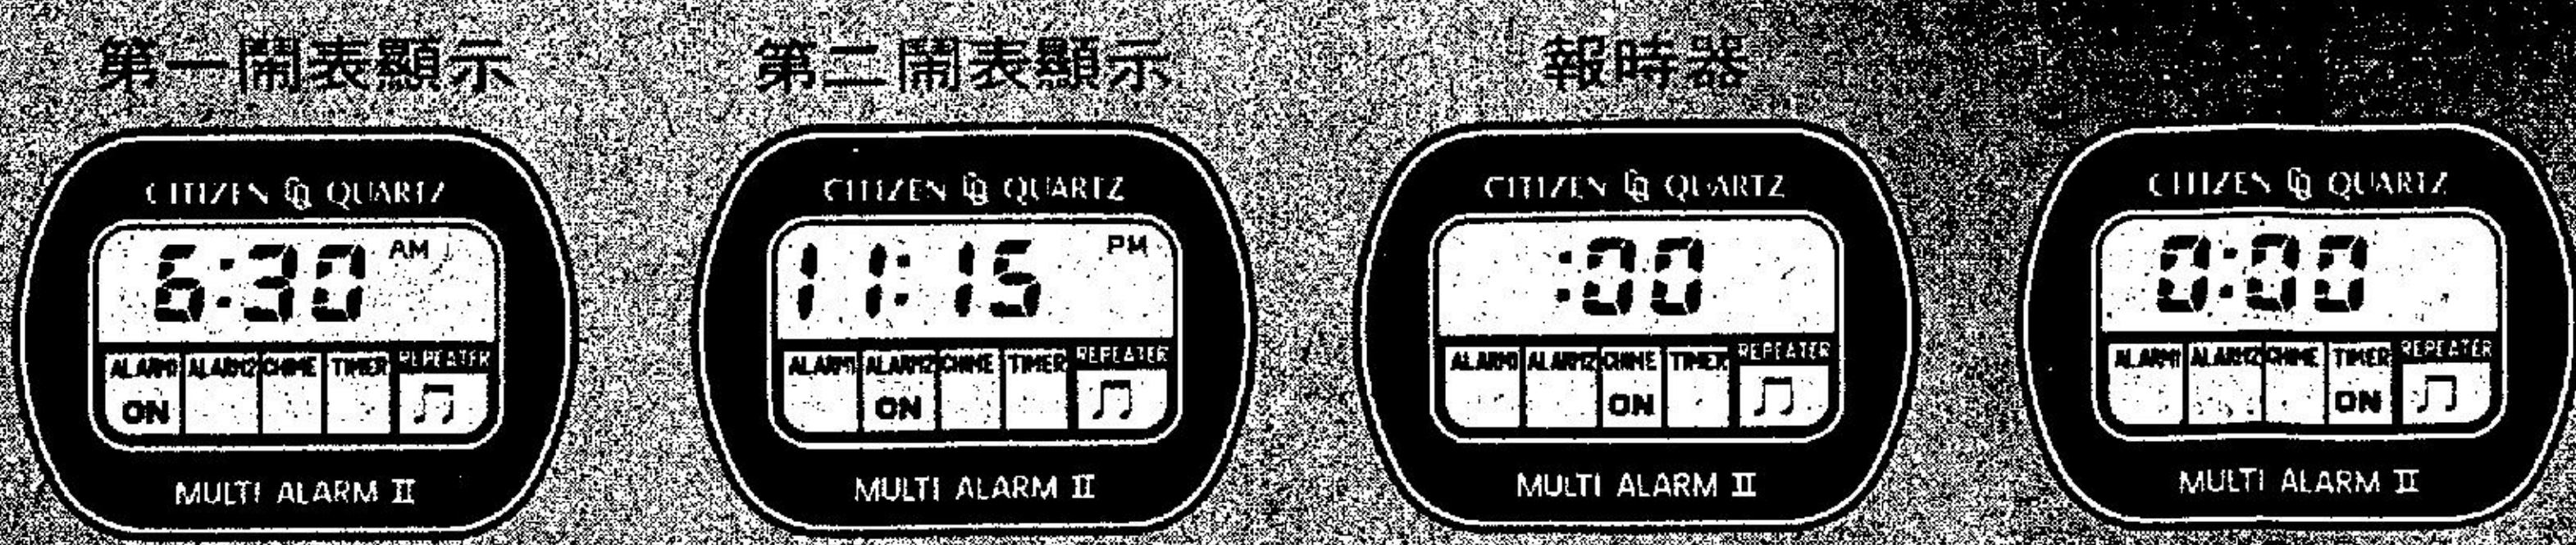 第一鬧表顯示
CITIZEN QUARTZ
6:30 AM
ALARM1 ALARM2 CHIME TIMER REPEATER
ON
MULTI ALARM II
第二鬧表顯示
CITIZEN QUARTZ
11:15 PM
ALARM1 ALARM2 CHIME TIMER REPEATER
ON
MULTI ALARM II
報時器
CITIZEN QUARTZ
:00
ALARM1 ALARM2 CHIME TIMER REPEATER
ON
MULTI ALARM II
CITIZEN QUARTZ
0:00
ALARM1 ALARM2 CHIME TIMER REPEATER
ON
MULTI ALARM II